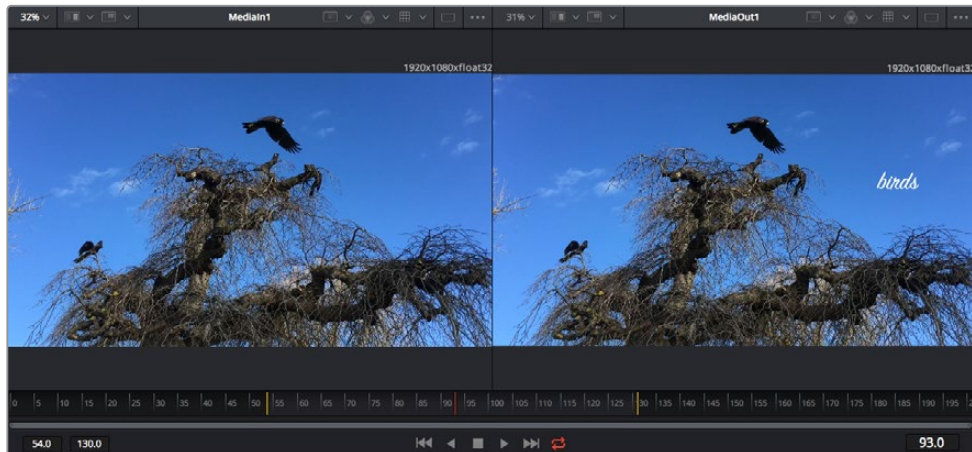 32% MediaIn1 31% MediaOut1
1920x1080xfloat32 1920x1080xfloat32
birds
0 5 10 15 20 25 30 35 40 45 50 55 60 65 70 75 80 85 90 95 100 105 110 115 120 125 130 135 140 145 150 155 160 165 170 175 180 185 190 195
54.0 130.0 93.0